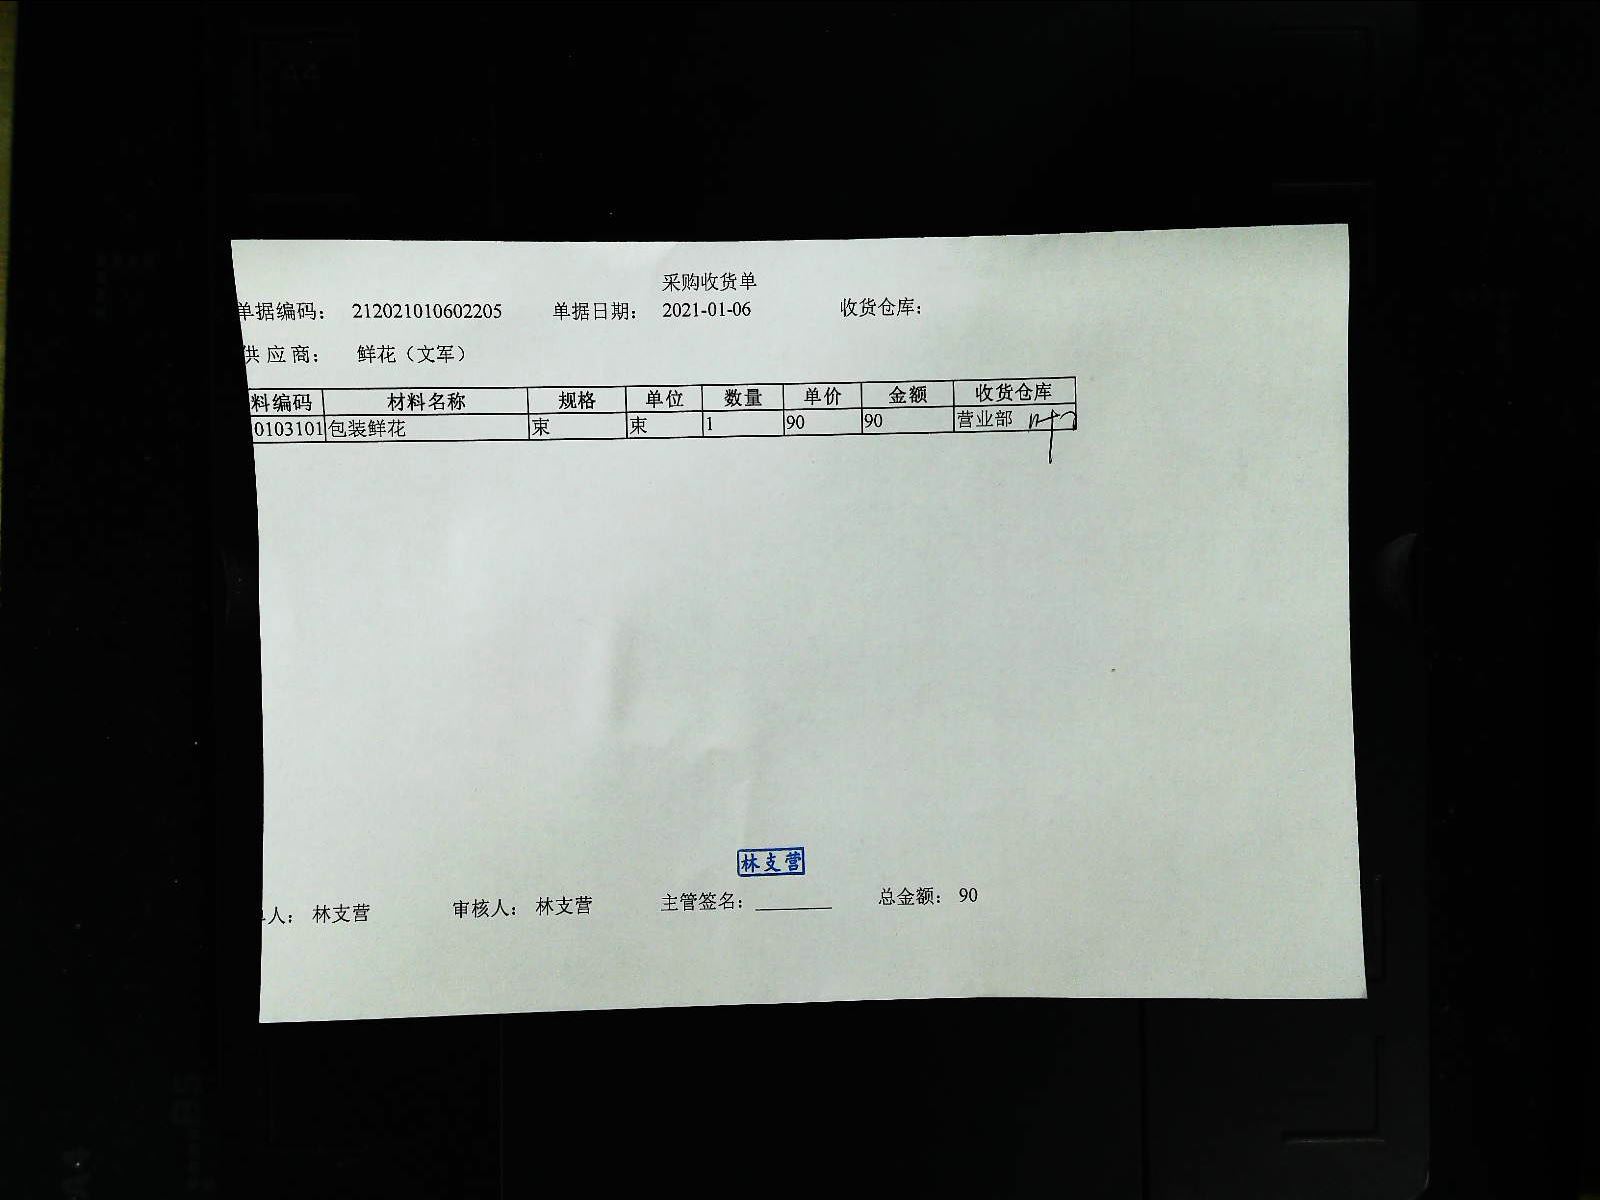 采购收货单
单据编码： 212021010602205 单据日期： 2021-01-06 收货仓库：
供 应 商： 鲜花（文军）
料编码 材料名称 规格 单位 数量 单价 金额 收货仓库
0103101 包装鲜花 束 束 1 90 90 营业部
林支营
人： 林支营 审核人： 林支营 主管签名： ________ 总金额： 90